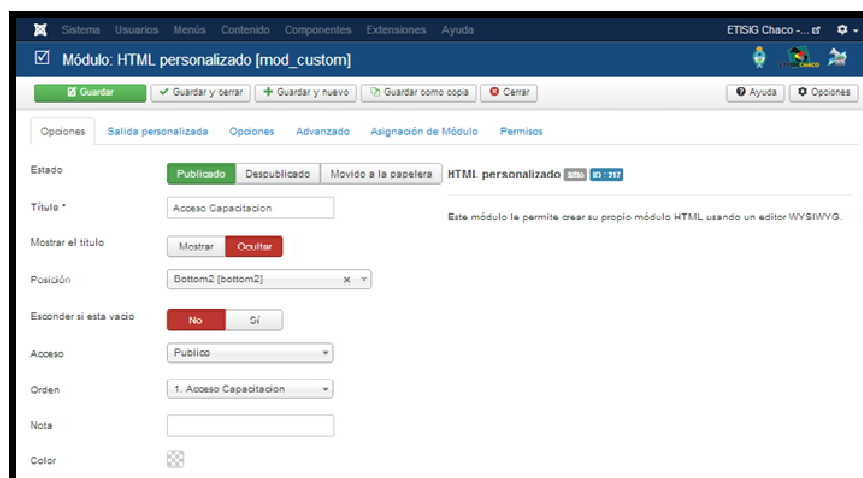 Sistema Usuarios Menús Contenido Componentes Extensiones Ayuda ETISIG Chaco -...
Módulo: HTML personalizado [mod_custom]
Guardar Guardar y cerrar Guardar y nuevo Guardar como copia Cerrar Ayuda Opciones
Opciones Salida personalizada Opciones Advanzado Asignación de Módulo Permisos
Estado Publicado Despublicado Movido a la papelera HTML personalizado Sitio ID : 217
Título * Acceso Capacitacion
Este módulo le permite crear su propio módulo HTML usando un editor WYSIWYG.
Mostrar el título Mostrar Ocultar
Posición Bottom2 [bottom2]
Esconder si esta vacio No Sí
Acceso Publico
Orden 1. Acceso Capacitacion
Nota
Color